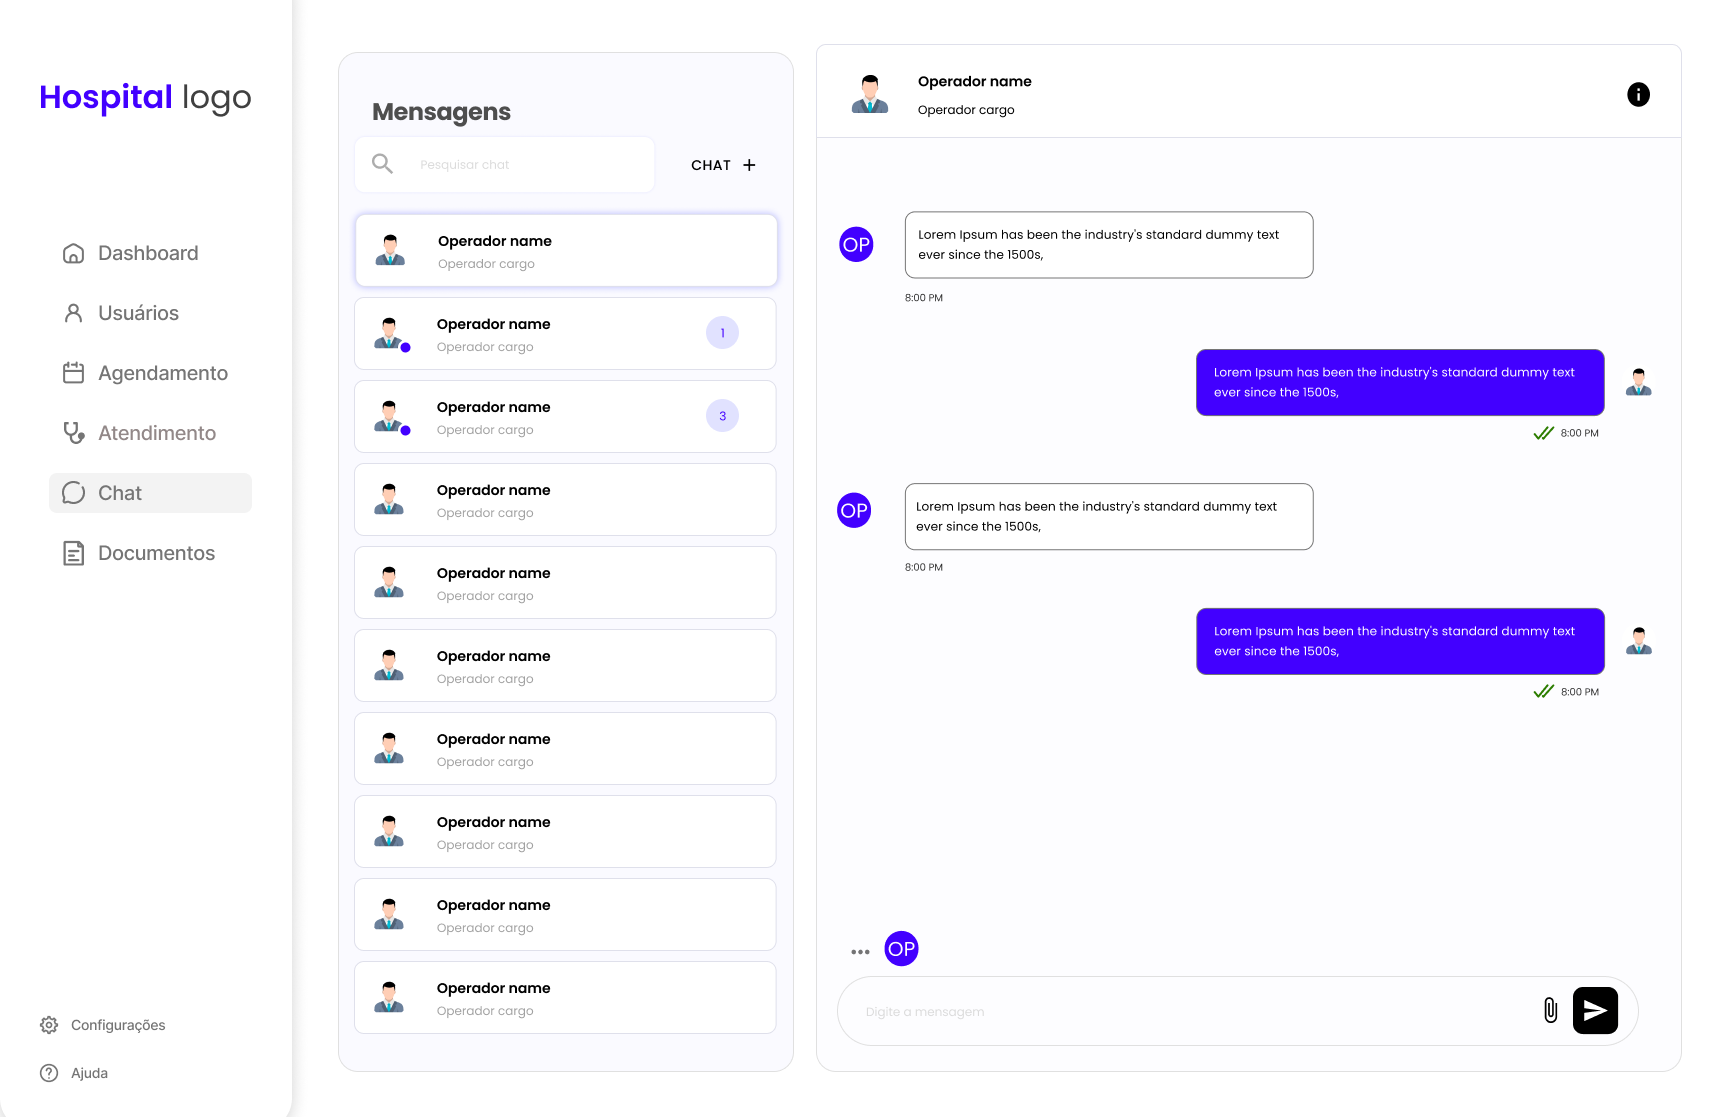 Hospital logo
Dashboard
Usuários
Agendamento
Atendimento
Chat
Documentos
Configurações
Ajuda
Mensagens
Pesquisar chat
CHAT +
Operador name
Operador cargo
Operador name
Operador cargo
1
Operador name
Operador cargo
3
Operador name
Operador cargo
Operador name
Operador cargo
Operador name
Operador cargo
Operador name
Operador cargo
Operador name
Operador cargo
Operador name
Operador cargo
Operador name
Operador cargo
Operador name
Operador cargo
OP
Lorem Ipsum has been the industry's standard dummy text
ever since the 1500s,
8:00 PM
Lorem Ipsum has been the industry's standard dummy text
ever since the 1500s,
8:00 PM
OP
Lorem Ipsum has been the industry's standard dummy text
ever since the 1500s,
8:00 PM
Lorem Ipsum has been the industry's standard dummy text
ever since the 1500s,
8:00 PM
OP
Digite a mensagem